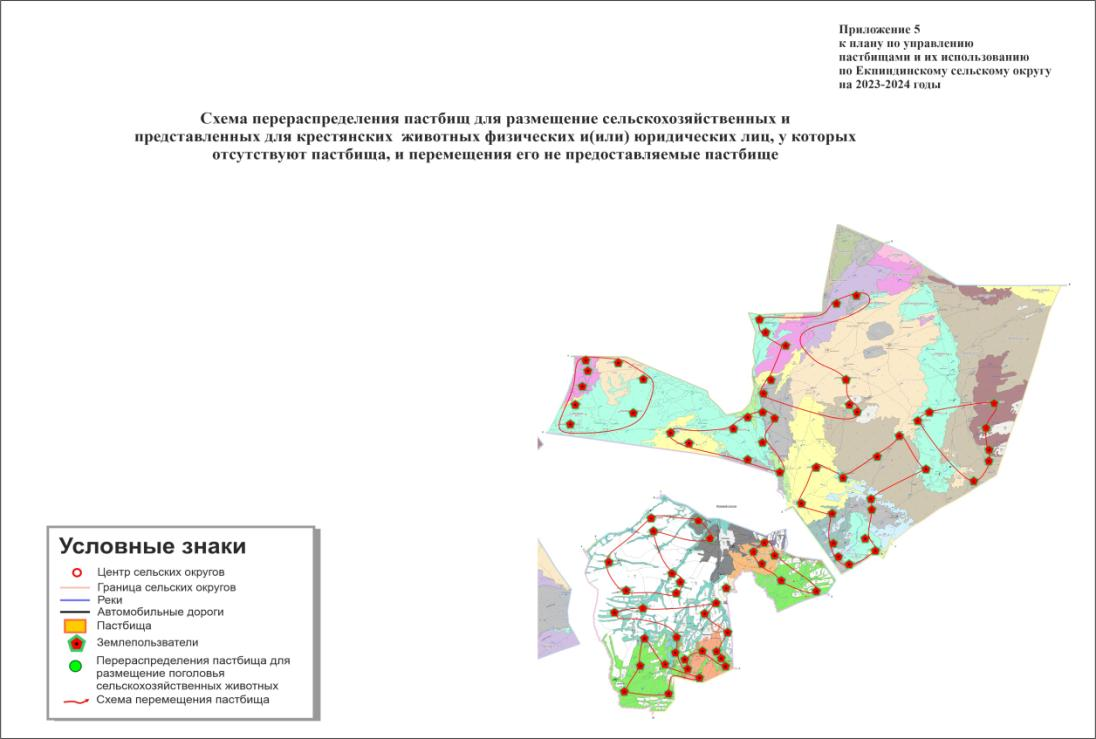 Приложение 5
к плану по управлению
пастбищами и их использованию
по Екпиндинскому сельскому округу
на 2023-2024 годы
Схема перераспределения пастбищ для размещение сельскохозяйственных и
представленных для крестянских животных физических и(или) юридических лиц, у которых
отсутствуют пастбища, и перемещения его не предоставляемые пастбище
Условные знаки
Центр сельских округов
Граница сельских округов
Реки
Автомобильные дороги
Пастбища
Землепользватели
Перераспределения пастбища для
размещение поголовья
сельскохозяйственных животных
Схема перемещения пастбища